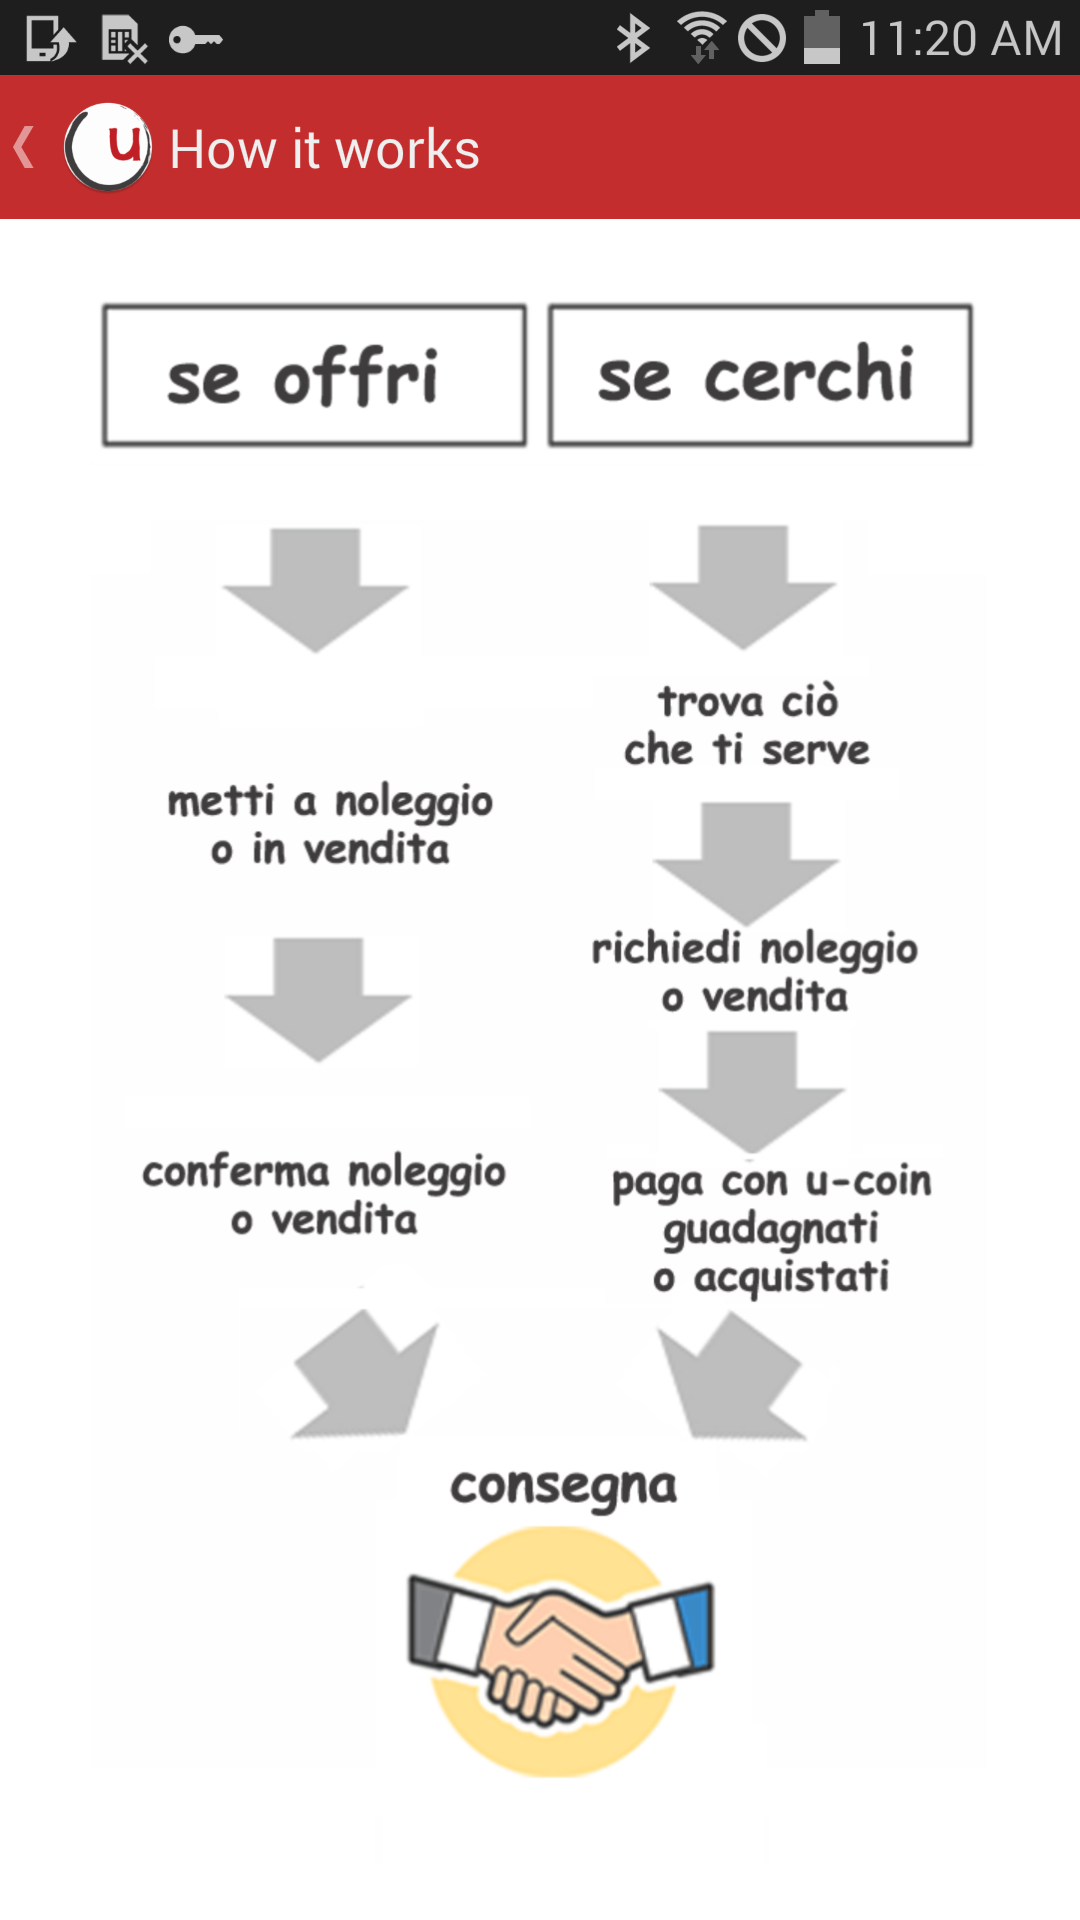 11:20 AM
u
How it works
se offri
se cerchi
metti a noleggio
o in vendita
conferma noleggio
o vendita
trova ciò
che ti serve
richiedi noleggio
o vendita
paga con u-coin
guadagnati
o acquistati
consegna